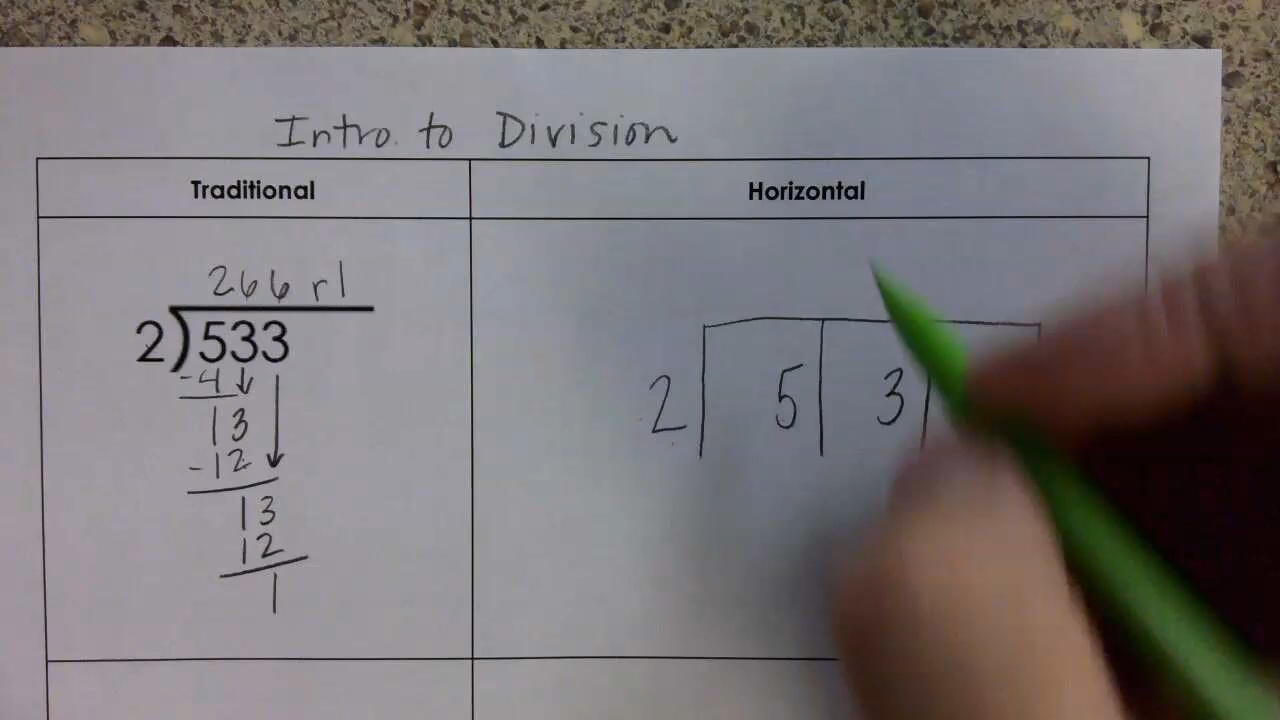 Intro. to Division
Traditional
Horizontal
266 r1
2)533
-4
13
-12
13
12
1
2 5 3